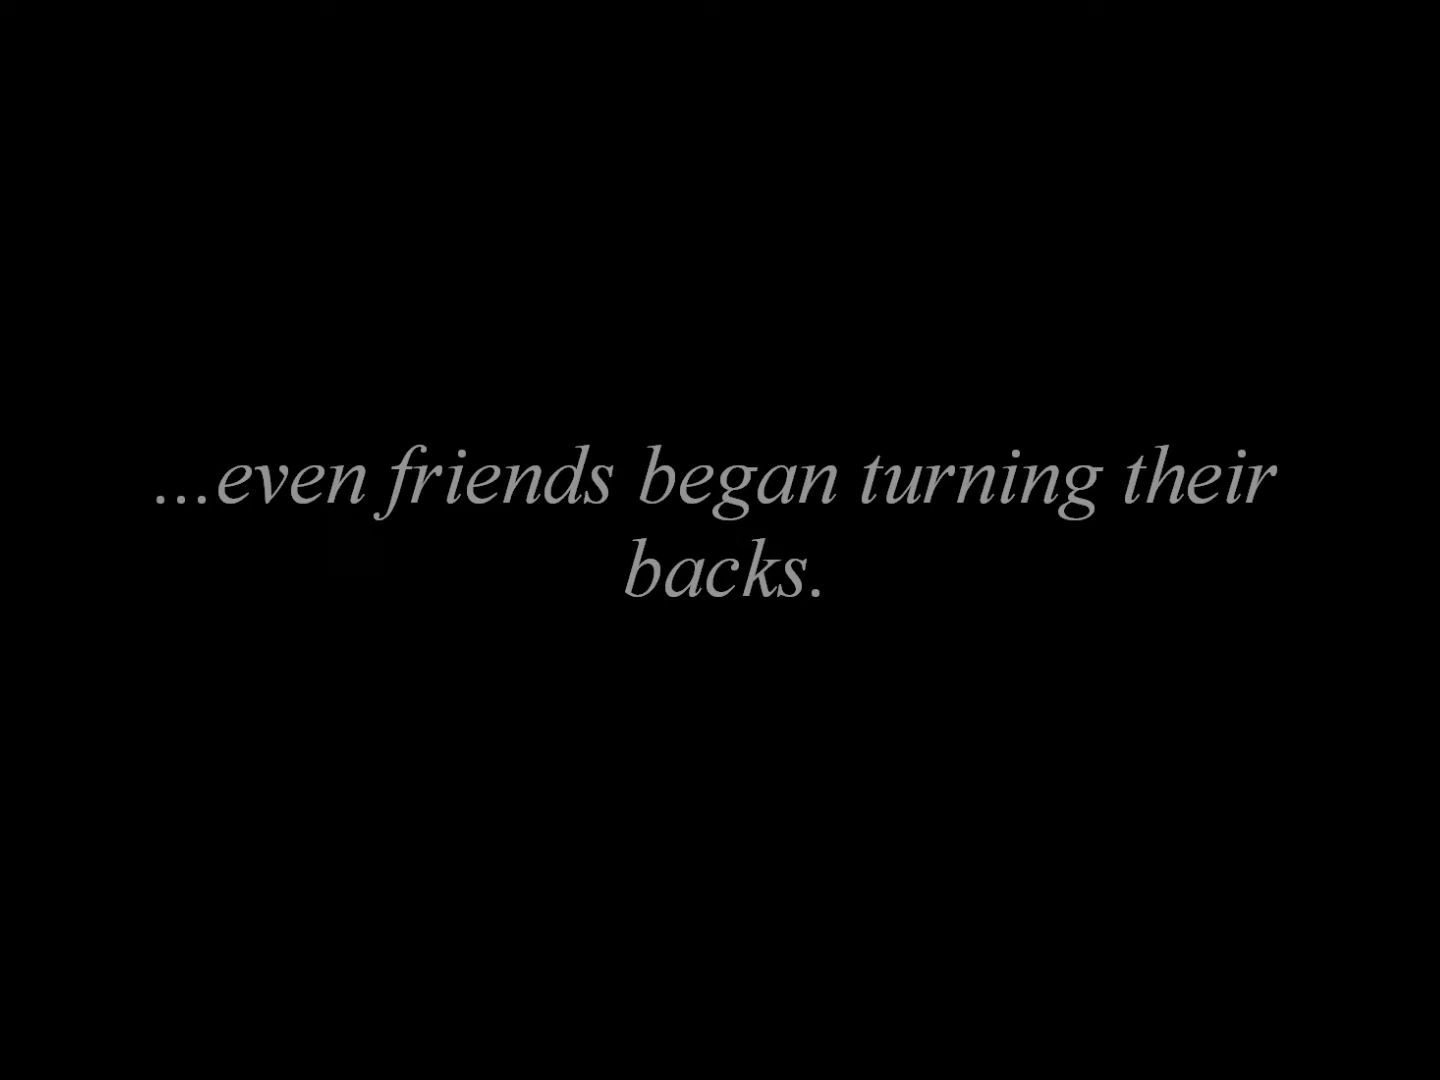 ...even friends began turning their
backs.